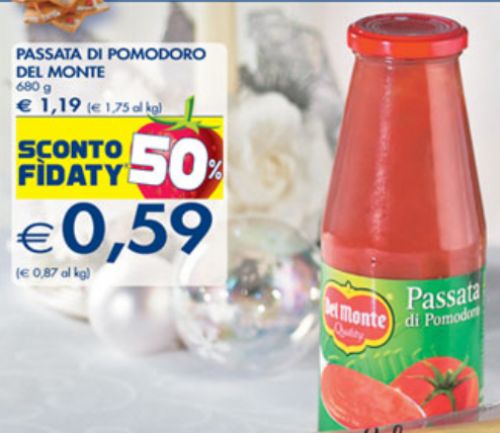 PASSATA DI POMODORO
DEL MONTE
680 g
€ 1,19 (€ 1,75 al kg)
SCONTO
FÌDATY
50%
€0,59
(€ 0,87 al kg)
Passata
di Pomodoro
Del Monte
Quality